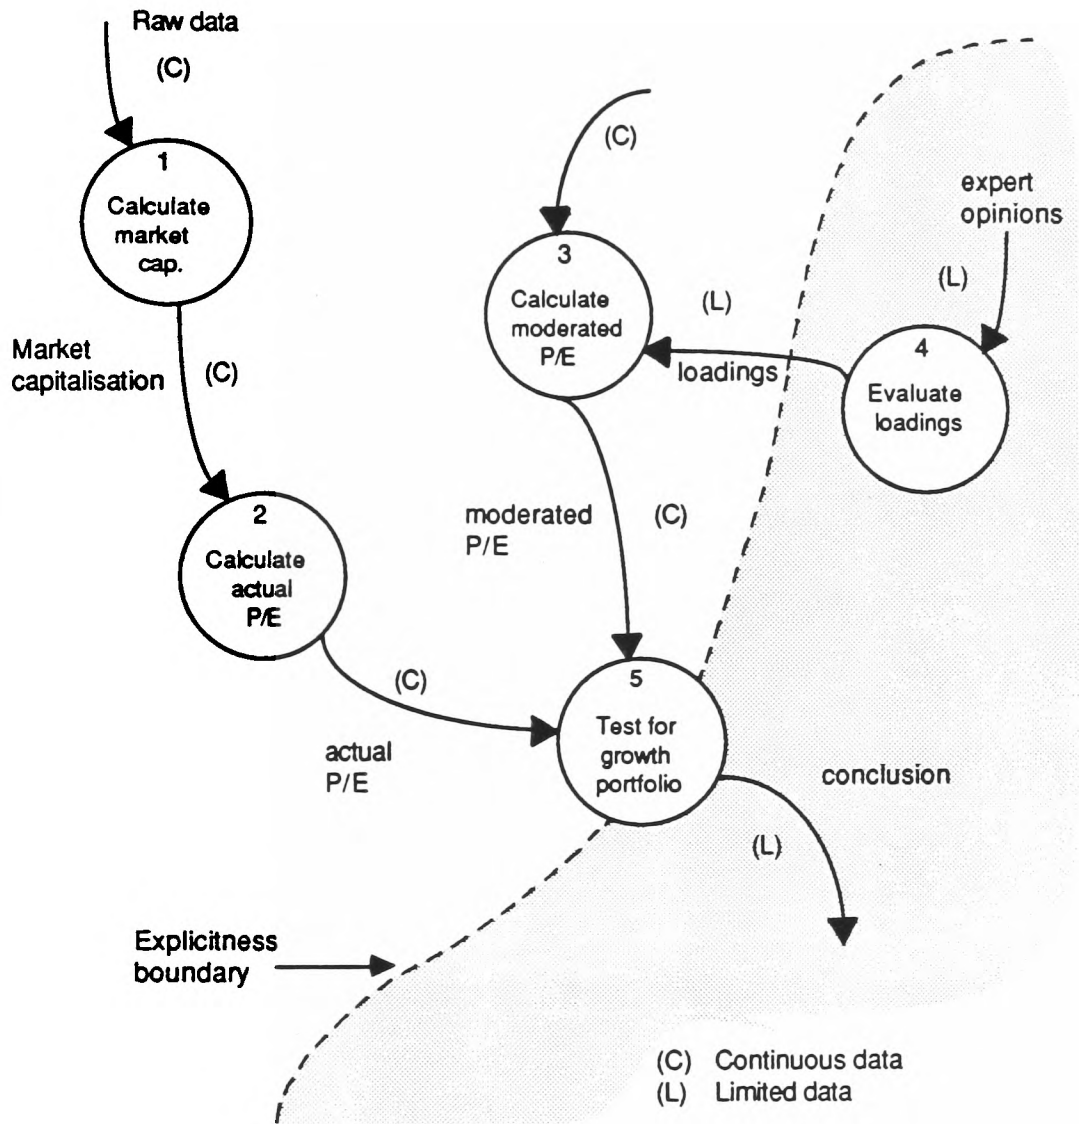 Raw data
(C)
1
Calculate
market
cap.
Market
capitalisation
(C)
2
Calculate
actual
P/E
(C)
actual
P/E
(C)
3
Calculate
moderated
P/E
(L)
loadings
expert
opinions
(L)
4
Evaluate
loadings
moderated
P/E
(C)
5
Test for
growth
portfolio
conclusion
(L)
Explicitness
boundary
(C) Continuous data
(L) Limited data